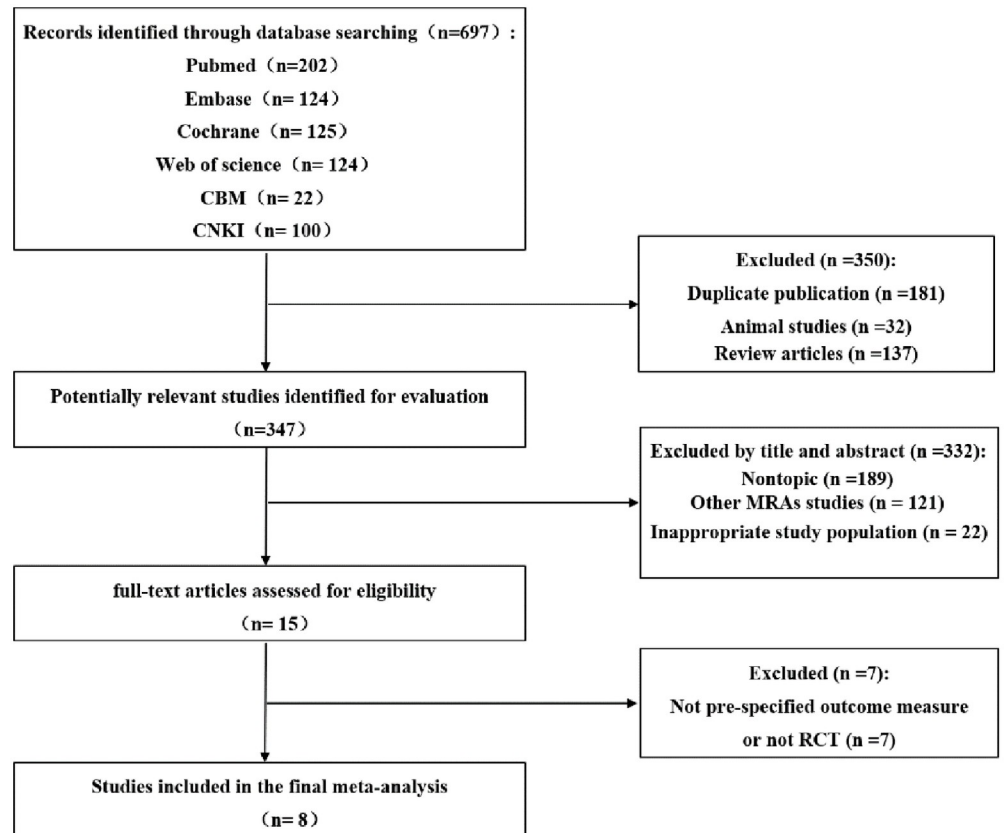 Records identified through database searching（n=697）:
Pubmed（n=202）
Embase（n= 124）
Cochrane（n= 125）
Web of science（n= 124）
CBM（n= 22）
CNKI（n= 100）
Excluded (n =350):
Duplicate publication (n =181)
Animal studies (n =32)
Review articles (n =137)
Potentially relevant studies identified for evaluation
（n=347）
Excluded by title and abstract (n =332):
Nontopic (n =189)
Other MRAs studies (n = 121)
Inappropriate study population (n = 22)
full-text articles assessed for eligibility
（n= 15）
Excluded (n =7):
Not pre-specified outcome measure
or not RCT (n =7)
Studies included in the final meta-analysis
（n= 8）